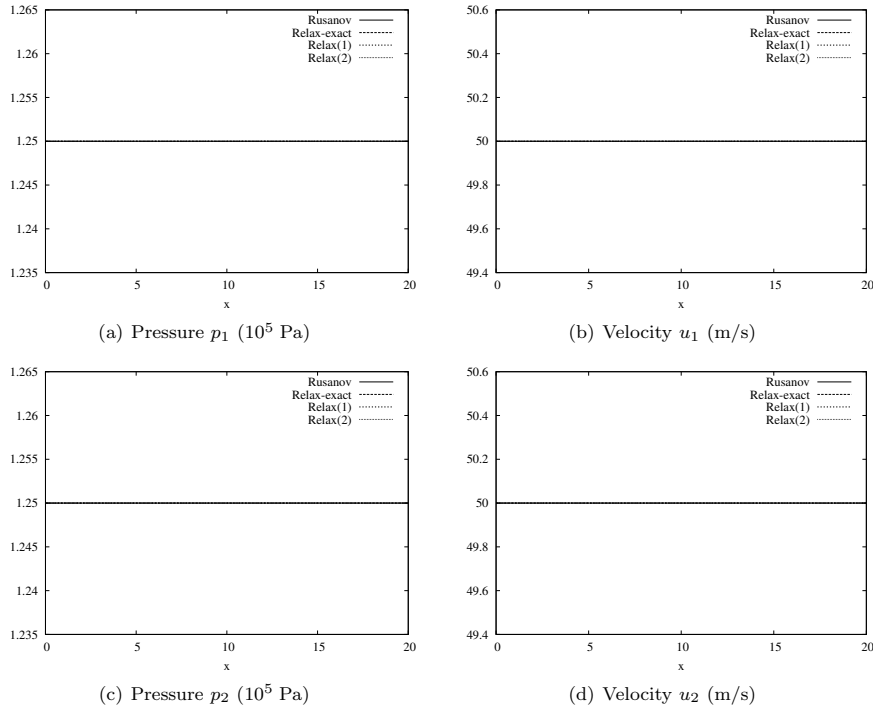 1.265
1.26
1.255
1.25
1.245
1.24
1.235
0
5
10
15
20
x
Rusanov
Relax-exact
Relax(1)
Relax(2)
(a) Pressure p₁ (10⁵ Pa)
50.6
50.4
50.2
50
49.8
49.6
49.4
0
5
10
15
20
x
Rusanov
Relax-exact
Relax(1)
Relax(2)
(b) Velocity u₁ (m/s)
1.265
1.26
1.255
1.25
1.245
1.24
1.235
0
5
10
15
20
x
Rusanov
Relax-exact
Relax(1)
Relax(2)
(c) Pressure p₂ (10⁵ Pa)
50.6
50.4
50.2
50
49.8
49.6
49.4
0
5
10
15
20
x
Rusanov
Relax-exact
Relax(1)
Relax(2)
(d) Velocity u₂ (m/s)